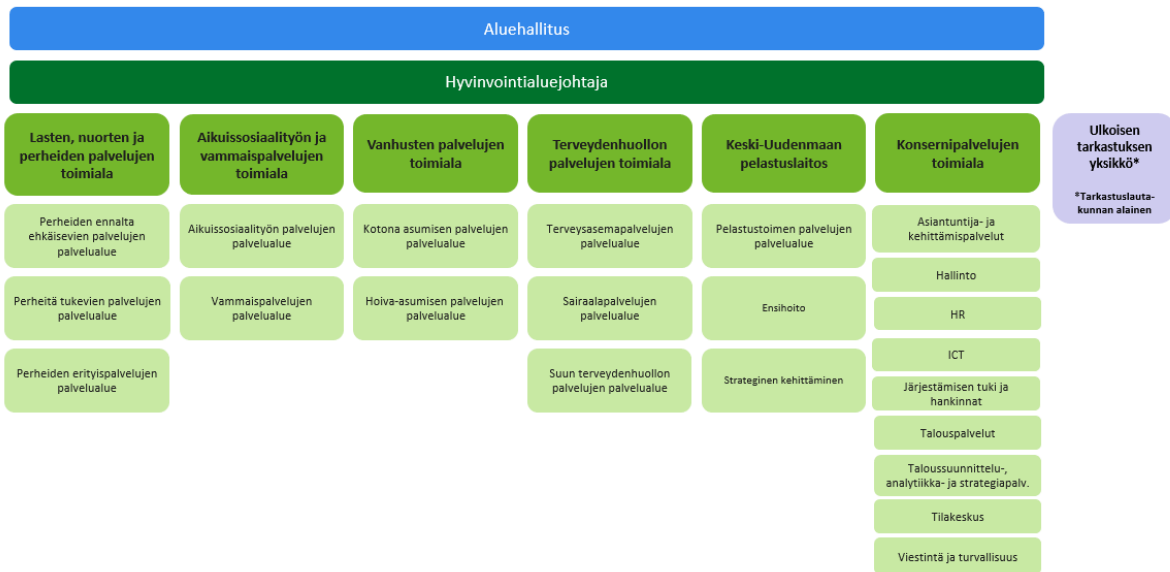 Aluehallitus
Hyvinvointialuejohtaja
Lasten, nuorten ja
perheiden palvelujen
toimiala
Perheiden ennalta
ehkäisevien palvelujen
palvelualue
Perheitä tukevien palvelujen
palvelualue
Perheiden erityispalvelujen
palvelualue
Aikuissosiaalityön ja
vammaispalvelujen
toimiala
Aikuissosiaalityön palvelujen
palvelualue
Vammaispalvelujen
palvelualue
Vanhusten palvelujen
toimiala
Kotona asumisen palvelujen
palvelualue
Hoiva-asumisen palvelujen
palvelualue
Terveydenhuollon
palvelujen toimiala
Terveysasemapalvelujen
palvelualue
Sairaalapalvelujen
palvelualue
Suun terveydenhuollon
palvelujen palvelualue
Keski-Uudenmaan
pelastuslaitos
Pelastustoimen palvelujen
palvelualue
Ensihoito
Strateginen kehittäminen
Konsernipalvelujen
toimiala
Asiantuntija- ja
kehittämispalvelut
Hallinto
HR
ICT
Järjestämisen tuki ja
hankinnat
Talouspalvelut
Taloussuunnittelu-,
analytiikka- ja strategiapalv.
Tilakeskus
Viestintä ja turvallisuus
Ulkoisen
tarkastuksen
yksikkö*
*Tarkastuslauta-
kunnan alainen